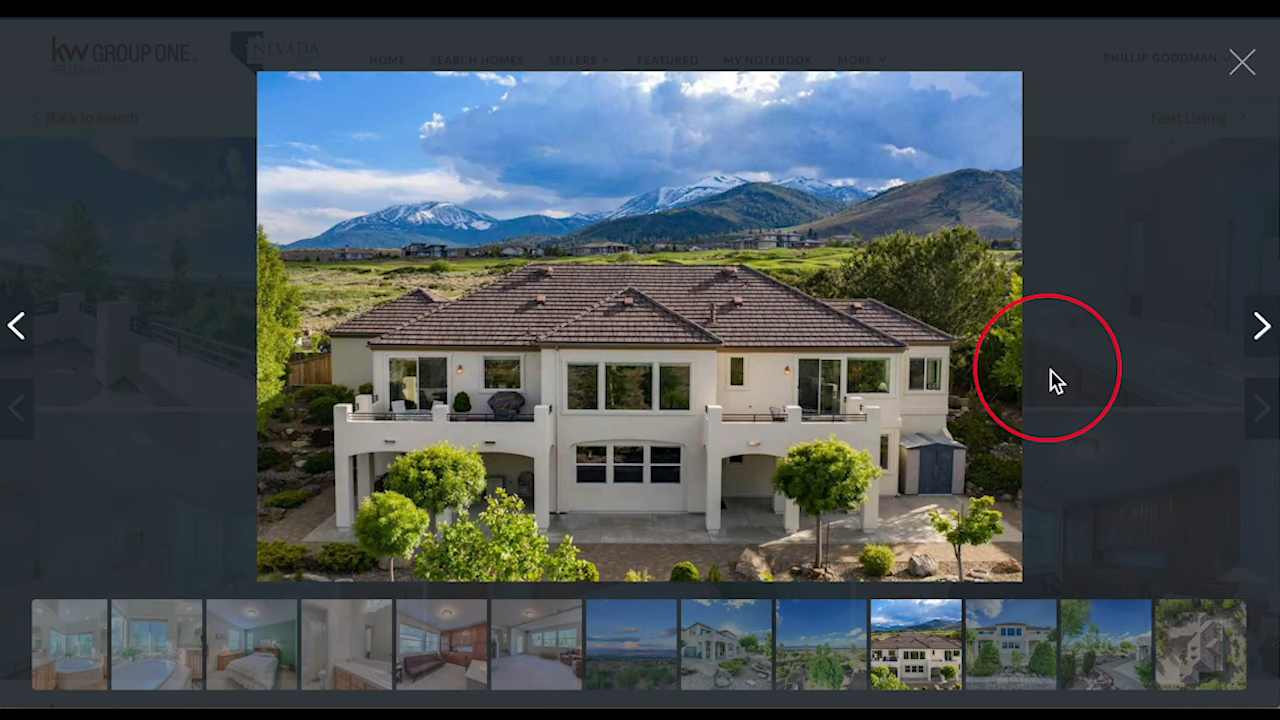 kw GROUP ONE
KELLERWILLIAMS
NEVADA
HOME SEARCH HOMES SELLERS FEATURED MY NOTEBOOK MORE
PHILLIP GOODMAN
Back to search
Next Listing